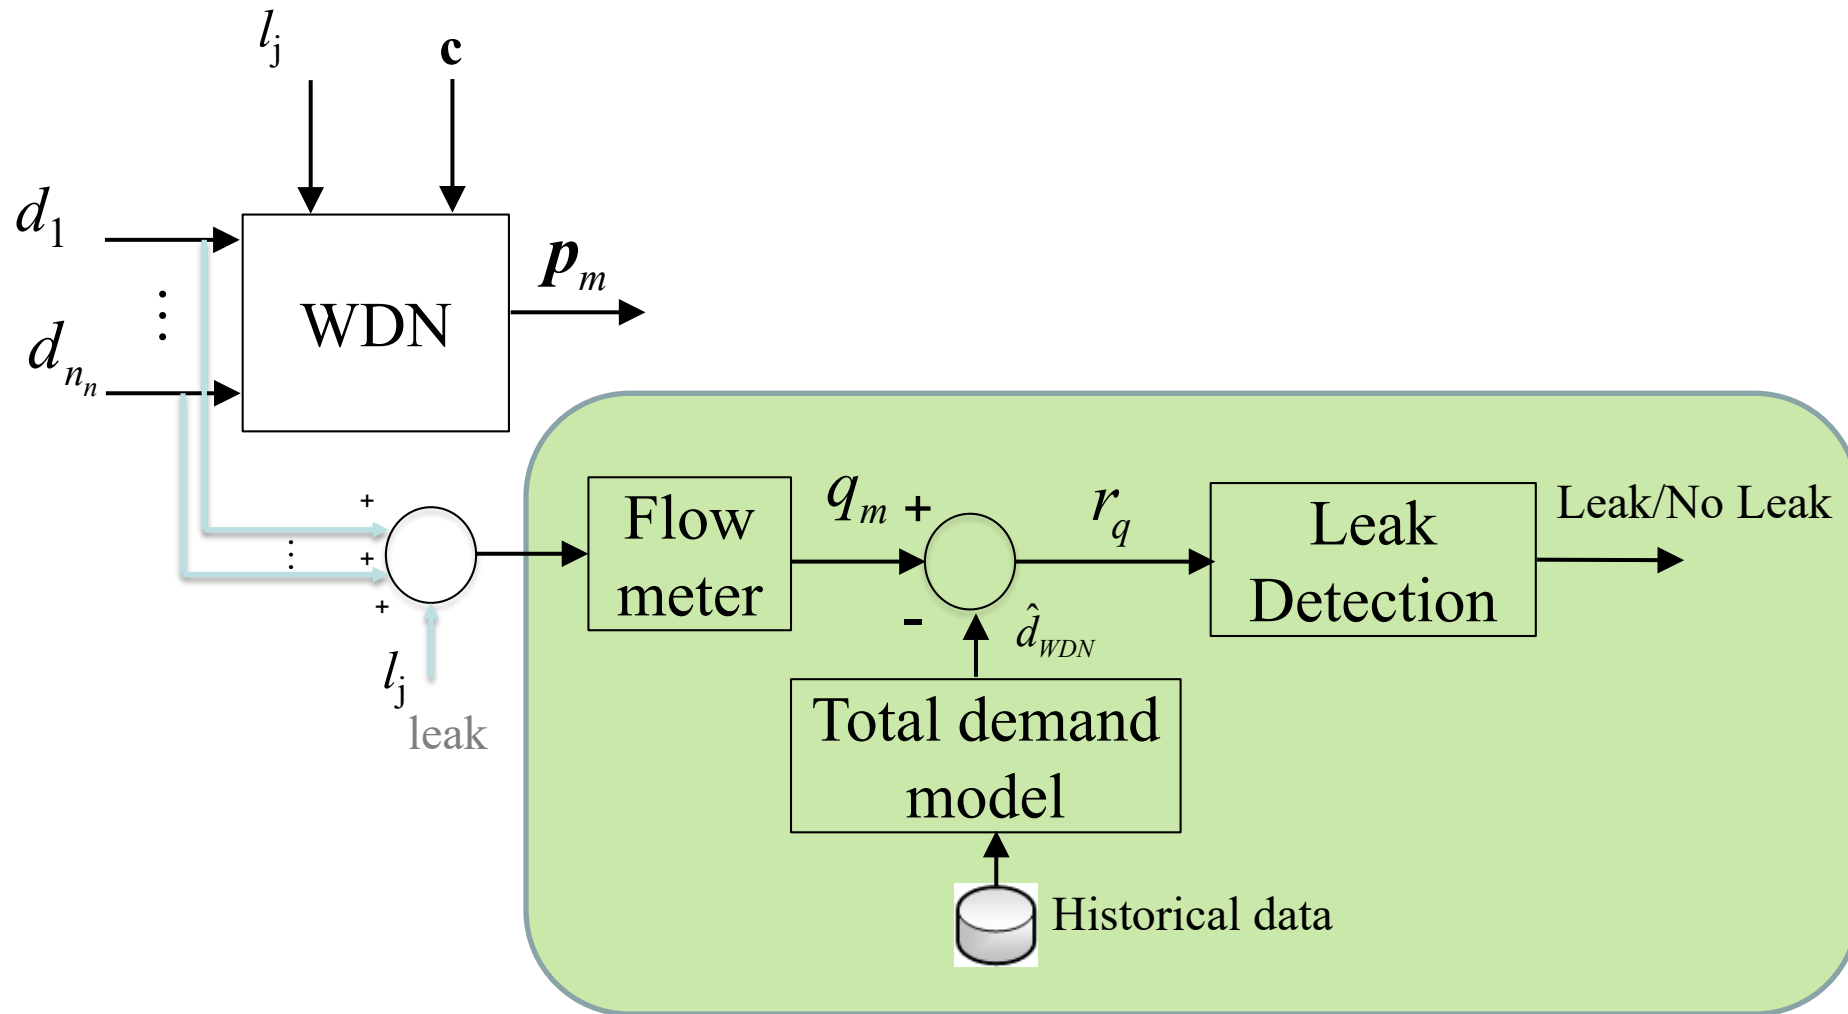 l_j
c
d_1
⋮
d_{n_n}
WDN
p_m
+
+
⋮
+
l_j
leak
Flow
meter
q_m
+
-
r_q
d̂_{WDN}
Leak
Detection
Leak/No Leak
Total demand
model
Historical data